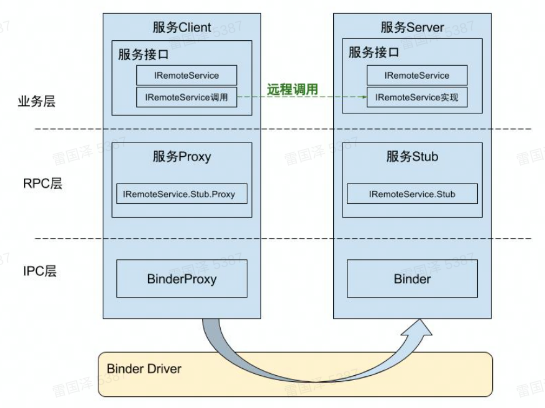 服务Client
服务Server
服务接口
服务接口
IRemoteService
IRemoteService
IRemoteService调用
远程调用
IRemoteService实现
业务层
服务Proxy
服务Stub
RPC层
IRemoteService.Stub.Proxy
IRemoteService.Stub
IPC层
BinderProxy
Binder
Binder Driver
雷国泽 5387